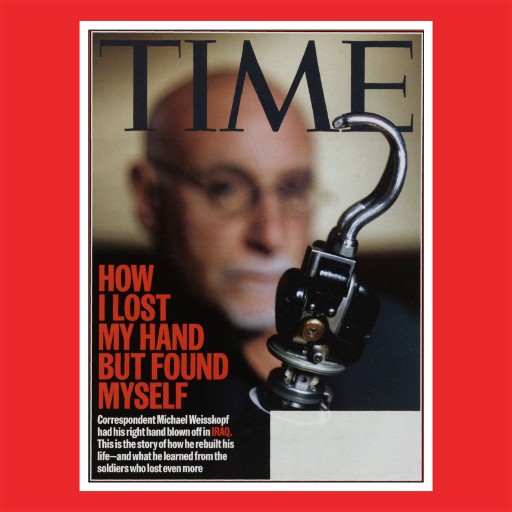 TIME
HOW
I LOST
MY HAND
BUT FOUND
MYSELF
Correspondent Michael Weisskopf
had his right hand blown off in IRAQ.
This is the story of how he rebuilt his
life—and what he learned from the
soldiers who lost even more